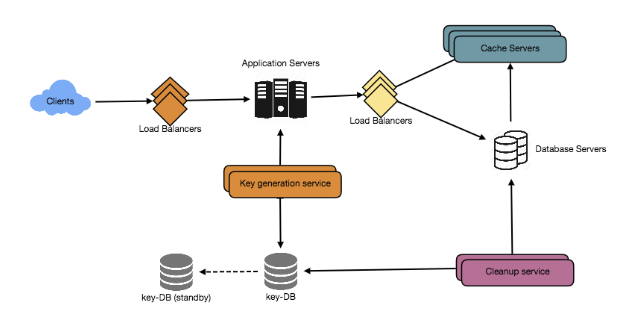 Application Servers
Cache Servers
Clients
Load Balancers
Load Balancers
Database Servers
Key generation service
Cleanup service
key-DB (standby)
key-DB